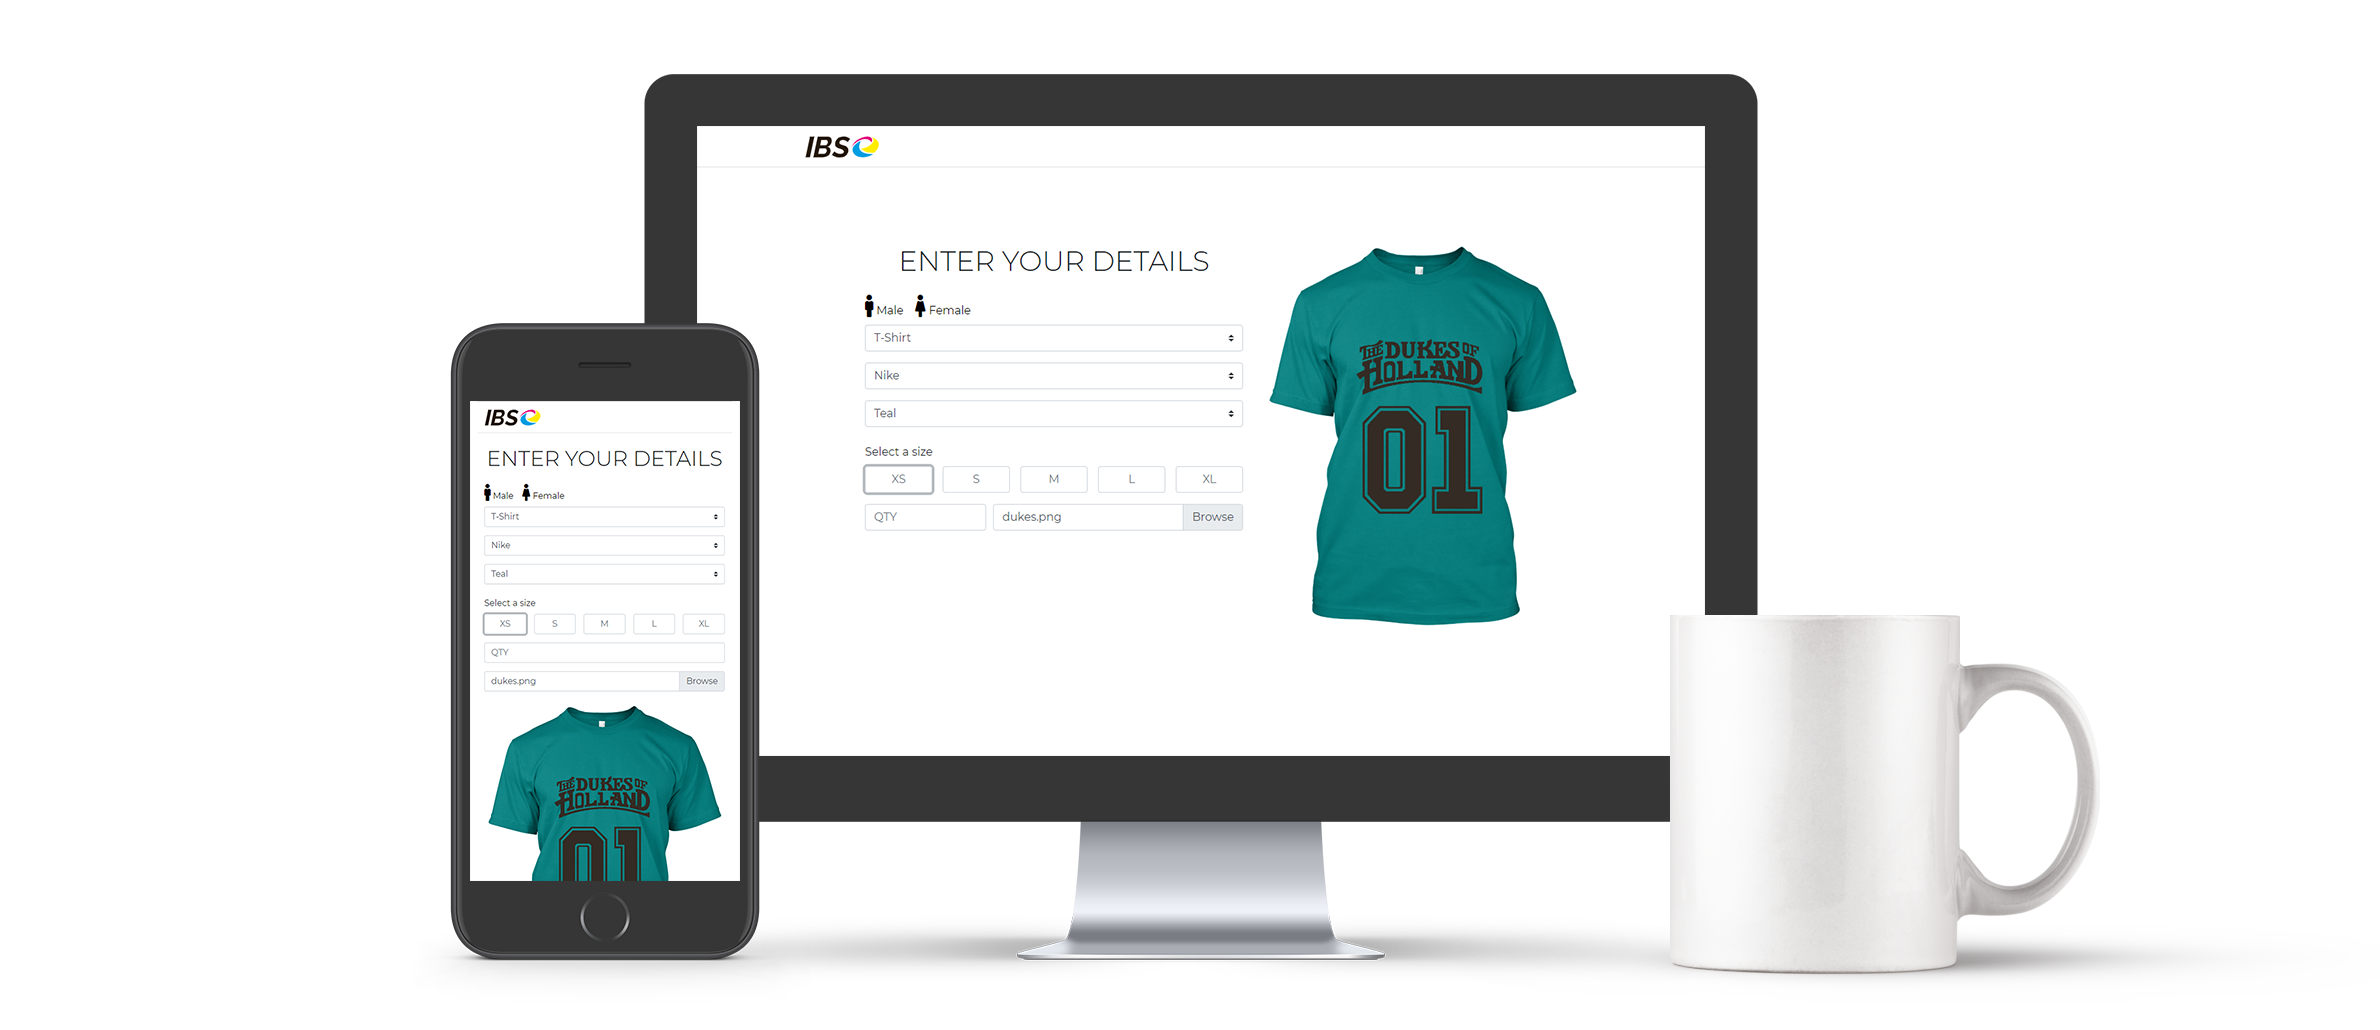 IBS
ENTER YOUR DETAILS
Male Female
T-Shirt
Nike
Teal
Select a size
XS S M L XL
QTY dukes.png Browse
THE DUKES OF
HOLLAND
01
IBS
ENTER YOUR DETAILS
Male Female
T-Shirt
Nike
Teal
Select a size
XS S M L XL
QTY
dukes.png Browse
THE DUKES OF
HOLLAND
01